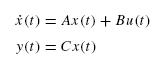 ẋ(t) = Ax(t) + Bu(t)
y(t) = Cx(t)